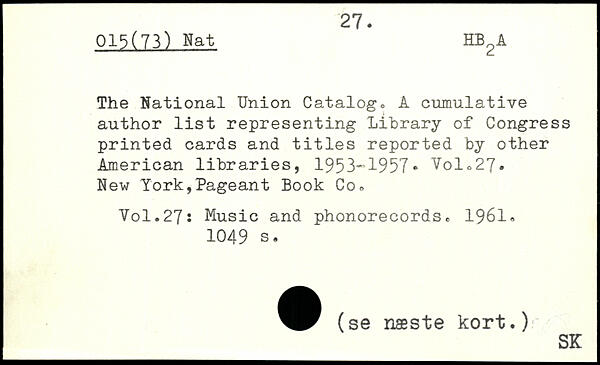 27.
015(73) Nat HB2A
The National Union Catalog. A cumulative
author list representing Library of Congress
printed cards and titles reported by other
American libraries, 1953-1957. Vol.27.
New York,Pageant Book Co.
Vol.27: Music and phonorecords. 1961.
1049 s.
(se næste kort.)
SK